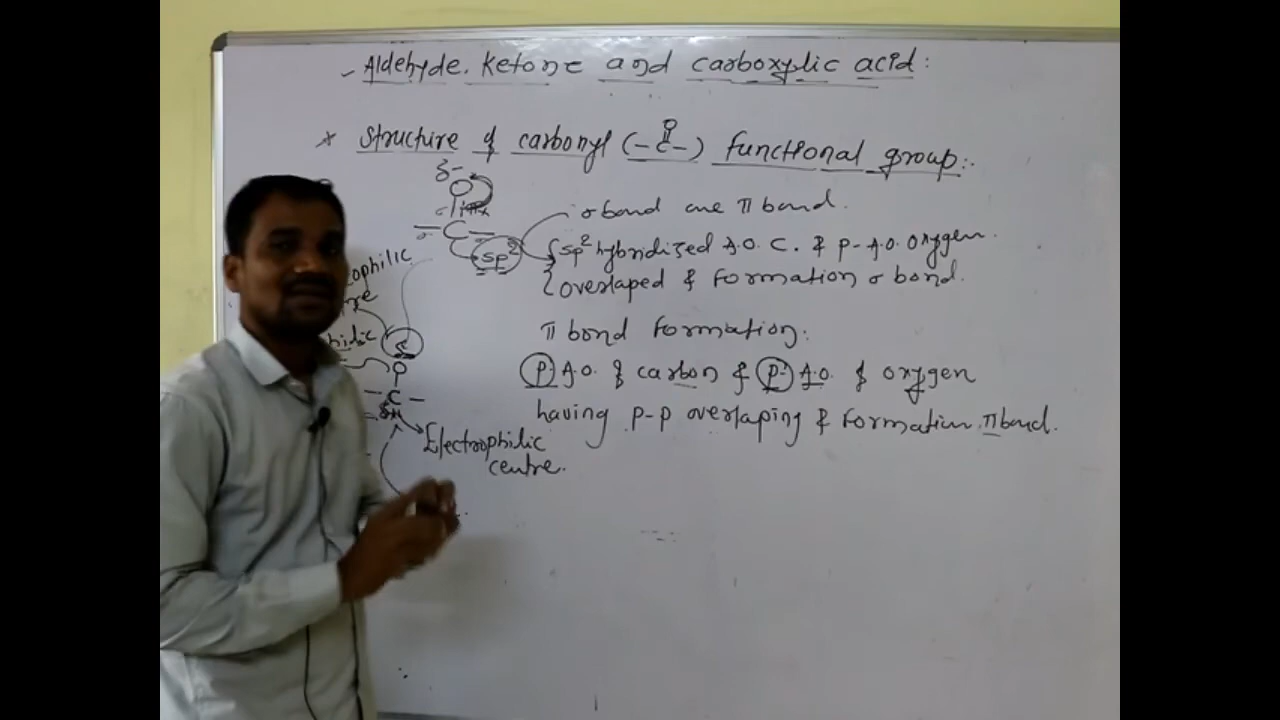 - Aldehyde. Ketone and carboxylic acid:
* Structure of carbonyl (-C-) functional group:.
O
δ-
O
-C-
sp²
σ bond one π bond.
sp² hybridized A.O. C. & p-A.O. oxygen.
overlaped & formation σ bond.
π bond formation:
p A.O. of carbon & p. A.O. of oxygen
having p-p overlaping & formation π bond.
ophilic
O
-C-
Electrophilic
centre.